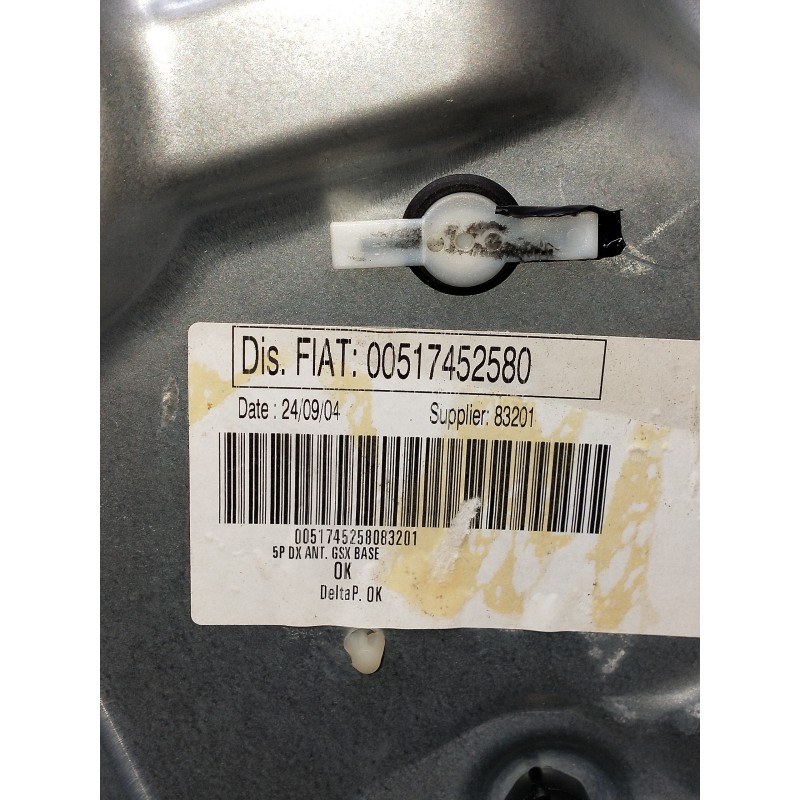 Dis. FIAT: 00517452580
Date : 24/09/04 Supplier: 83201
0051745258083201
5P DX ANT. GSX BASE
OK
DeltaP. OK